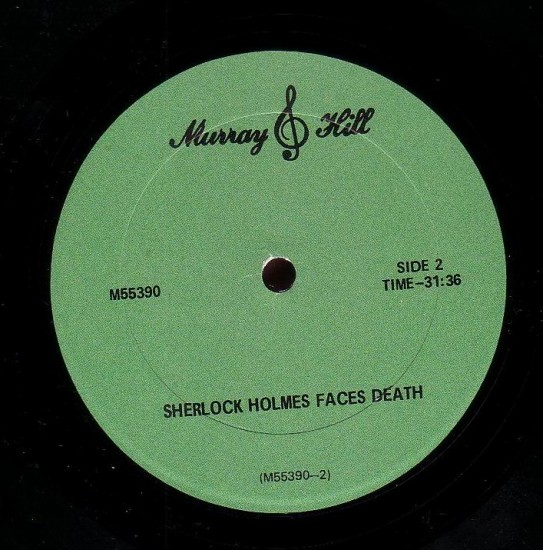 Murray Hill
M55390
SIDE 2
TIME-31:36
SHERLOCK HOLMES FACES DEATH
(M55390-2)